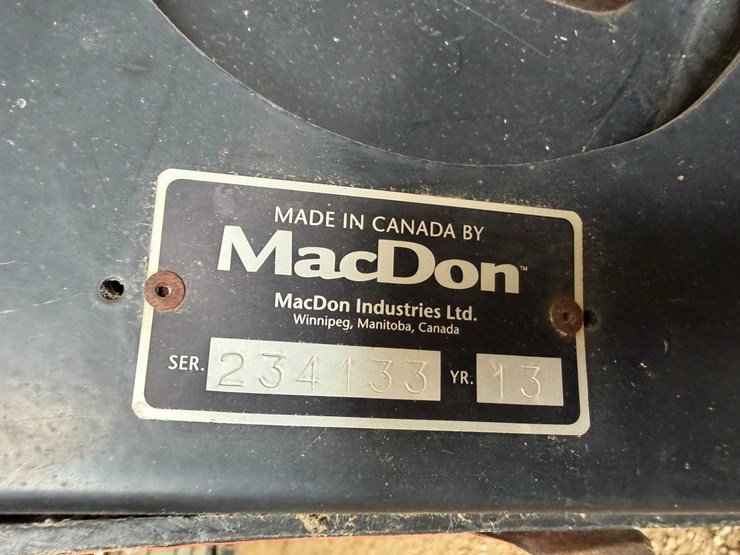 MADE IN CANADA BY
MacDon™
MacDon Industries Ltd.
Winnipeg, Manitoba, Canada
SER. 234133 YR. 13